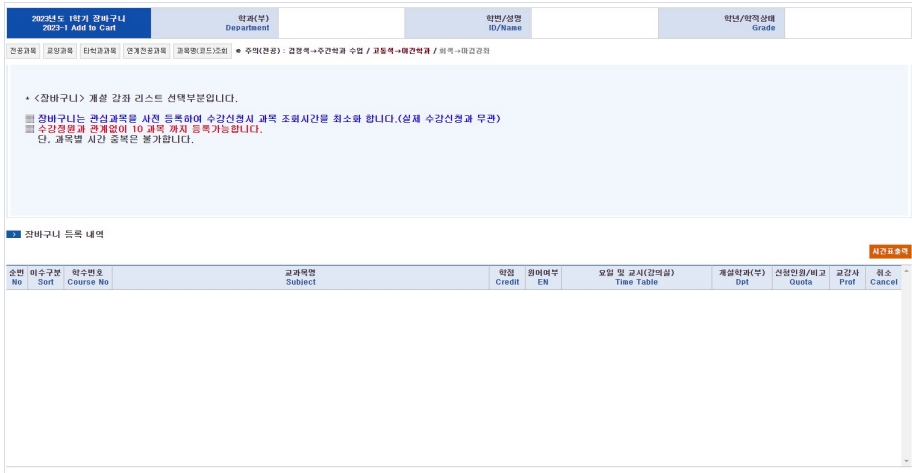 2023년도 1학기 장바구니
2023-1 Add to Cart
학과(부)
Department
학번/성명
ID/Name
학년/학적상태
Grade
전공과목 교양과목 타학과과목 연계전공과목 과목명(코드)조회 ※ 주의(전공) : 검정색→주간학과 수업 / 고동색→야간학과 / 회색→마감강좌
* <장바구니> 개설 강좌 리스트 선택부분입니다.
▒ 장바구니는 관심과목을 사전 등록하여 수강신청시 과목 조회시간을 최소화 합니다.(실제 수강신청과 무관)
▒ 수강정원과 관계없이 10 과목 까지 등록가능합니다.
단, 과목별 시간 중복은 불가합니다.
장바구니 등록 내역
시간표출력
순번 이수구분 학수번호 교과목명 학점 원어여부 요일 및 교시(강의실) 개설학과(부) 신청인원/비고 교강사 취소
No Sort Course No Subject Credit EN Time Table Dpt Quota Prof Cancel